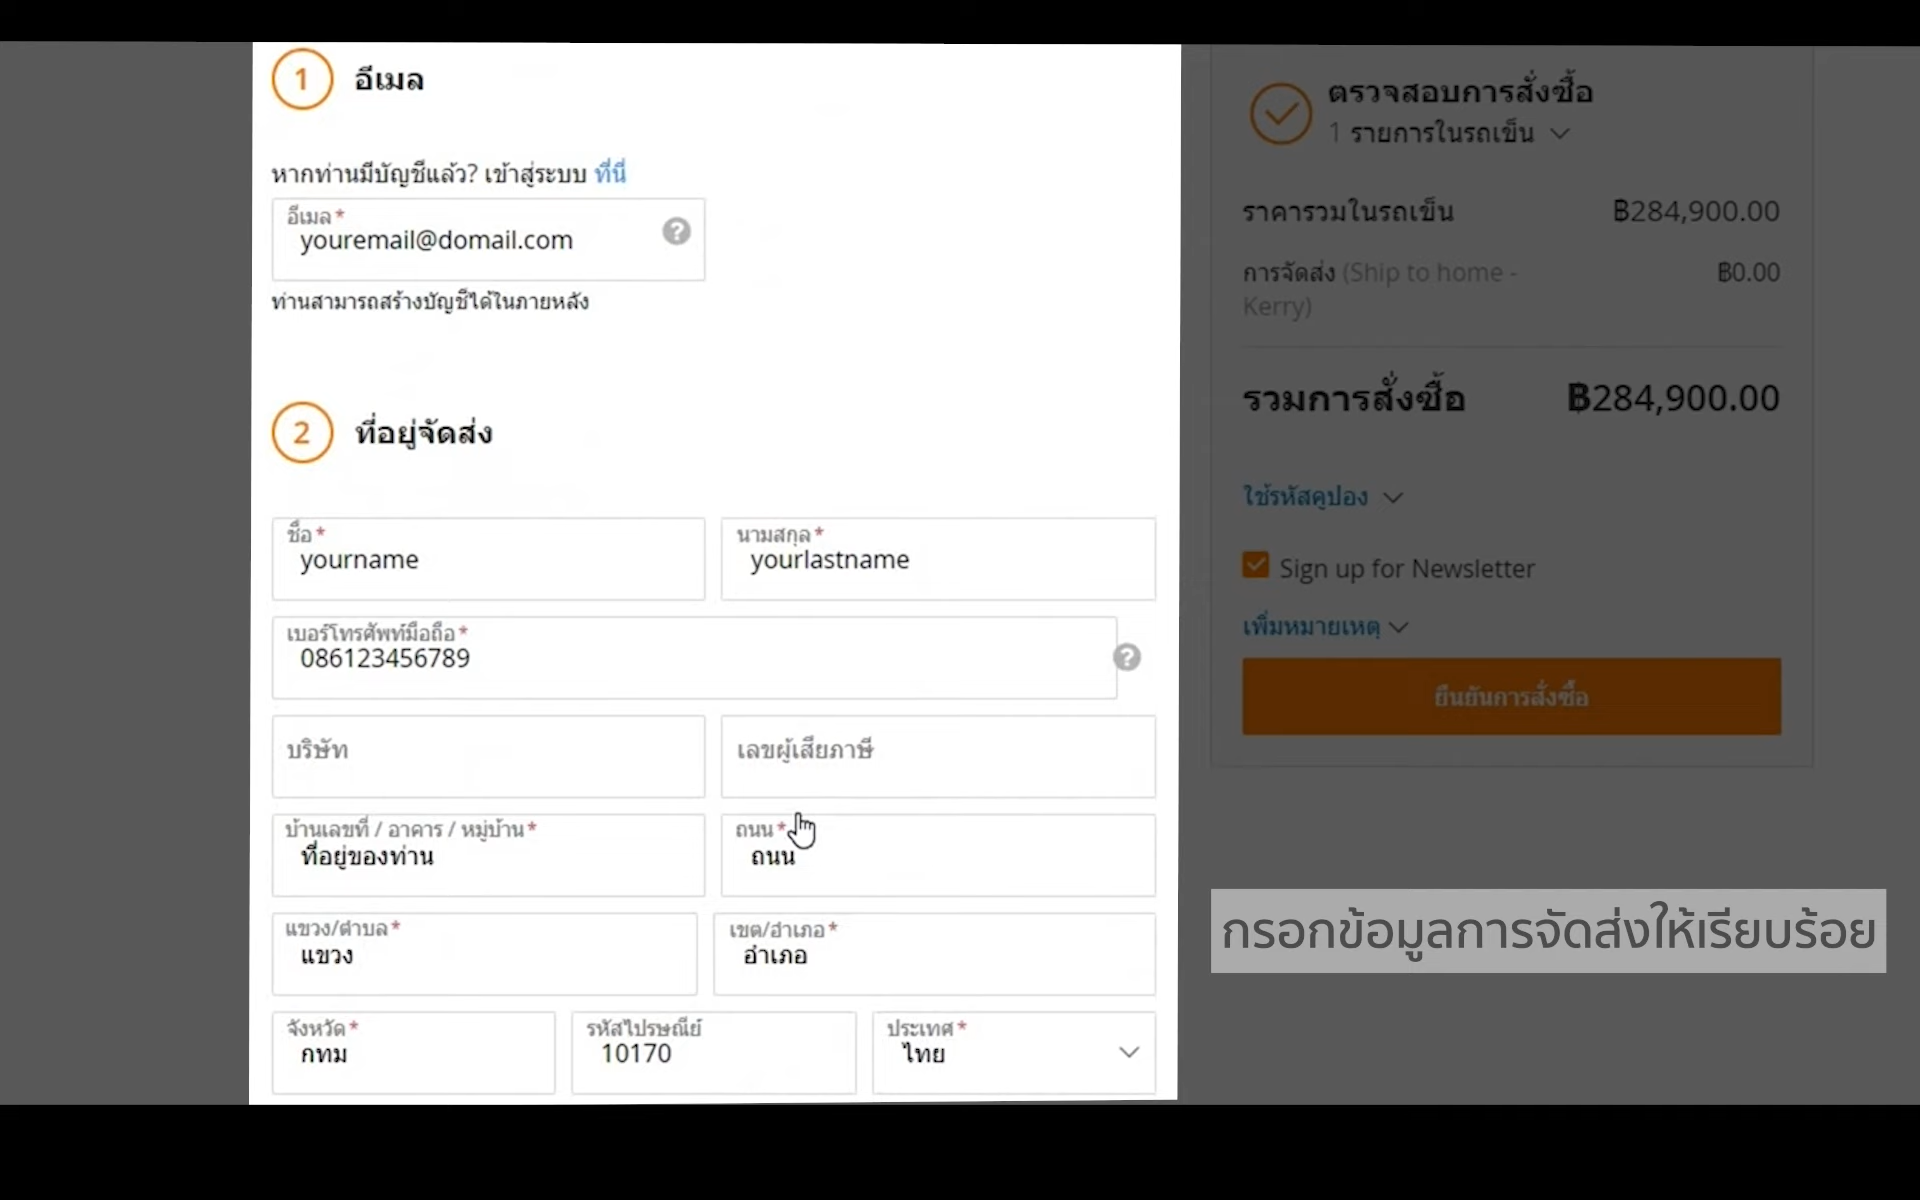 1 อีเมล
หากท่านมีบัญชีแล้ว? เข้าสู่ระบบ ที่นี่
อีเมล*
youremail@domail.com
ท่านสามารถสร้างบัญชีได้ในภายหลัง
2 ที่อยู่จัดส่ง
ชื่อ* นามสกุล*
yourname yourlastname
เบอร์โทรศัพท์มือถือ*
086123456789
บริษัท เลขผู้เสียภาษี
บ้านเลขที่ / อาคาร / หมู่บ้าน* ถนน*
ที่อยู่ของท่าน ถนน
แขวง/ตำบล* เขต/อำเภอ*
แขวง อำเภอ
จังหวัด* รหัสไปรษณีย์ ประเทศ*
กทม 10170 ไทย
ตรวจสอบการสั่งซื้อ
1 รายการในรถเข็น
ราคารวมในรถเข็น ฿284,900.00
การจัดส่ง (Ship to home - ฿0.00
Kerry)
รวมการสั่งซื้อ ฿284,900.00
ใช้รหัสคูปอง
Sign up for Newsletter
เพิ่มหมายเหตุ
ยืนยันการสั่งซื้อ
กรอกข้อมูลการจัดส่งให้เรียบร้อย